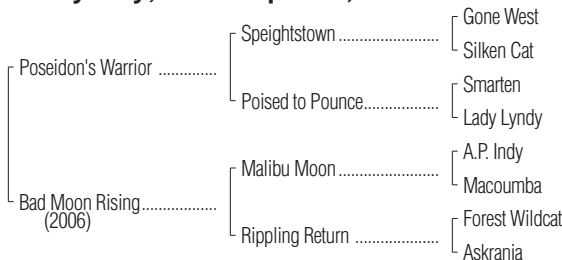 Gone West
Speightstown
Silken Cat
Poseidon's Warrior
Smarten
Poised to Pounce
Lady Lyndy
A.P. Indy
Malibu Moon
Macoumba
Bad Moon Rising
(2006)
Forest Wildcat
Rippling Return
Askrania